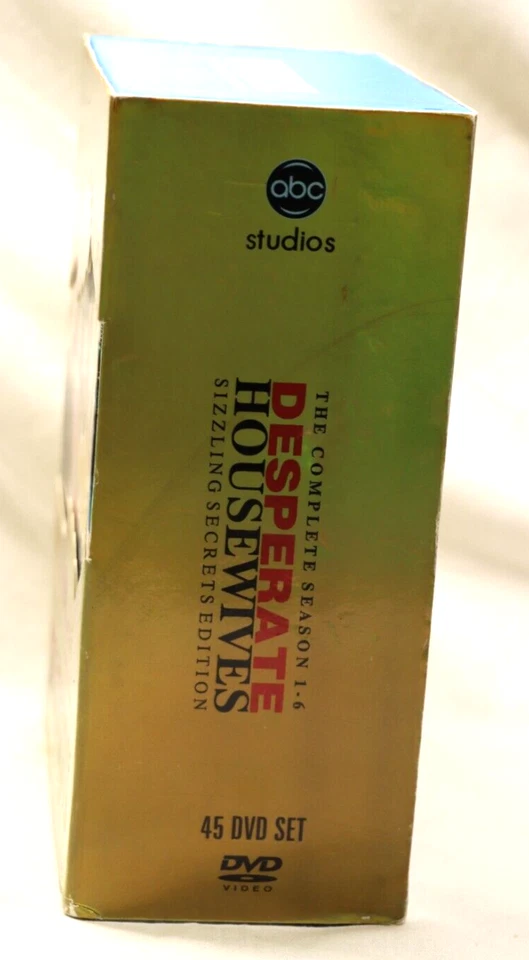 abc
studios
THE COMPLETE SEASON 1-6
DESPERATE
HOUSEWIVES
SIZZLING SECRETS EDITION
45 DVD SET
DVD
VIDEO